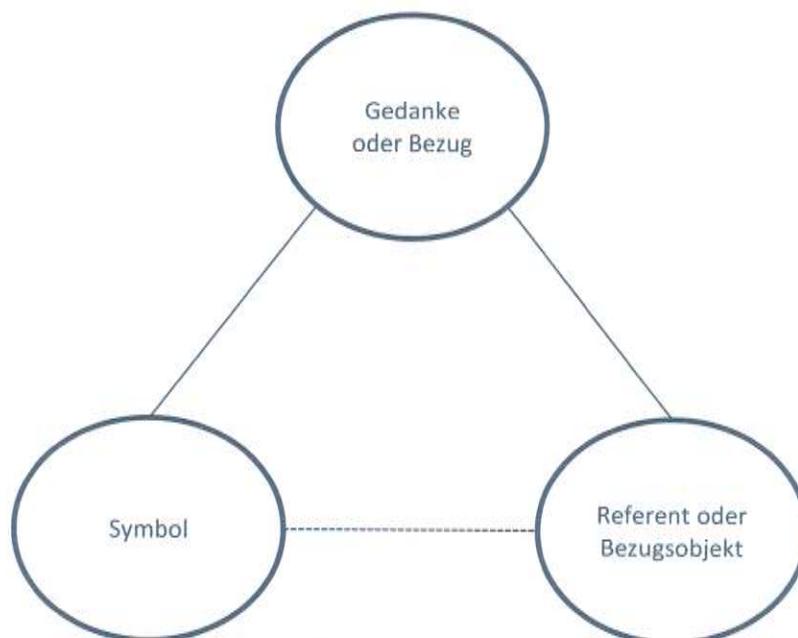 Gedanke
oder Bezug
Symbol
Referent oder
Bezugsobjekt